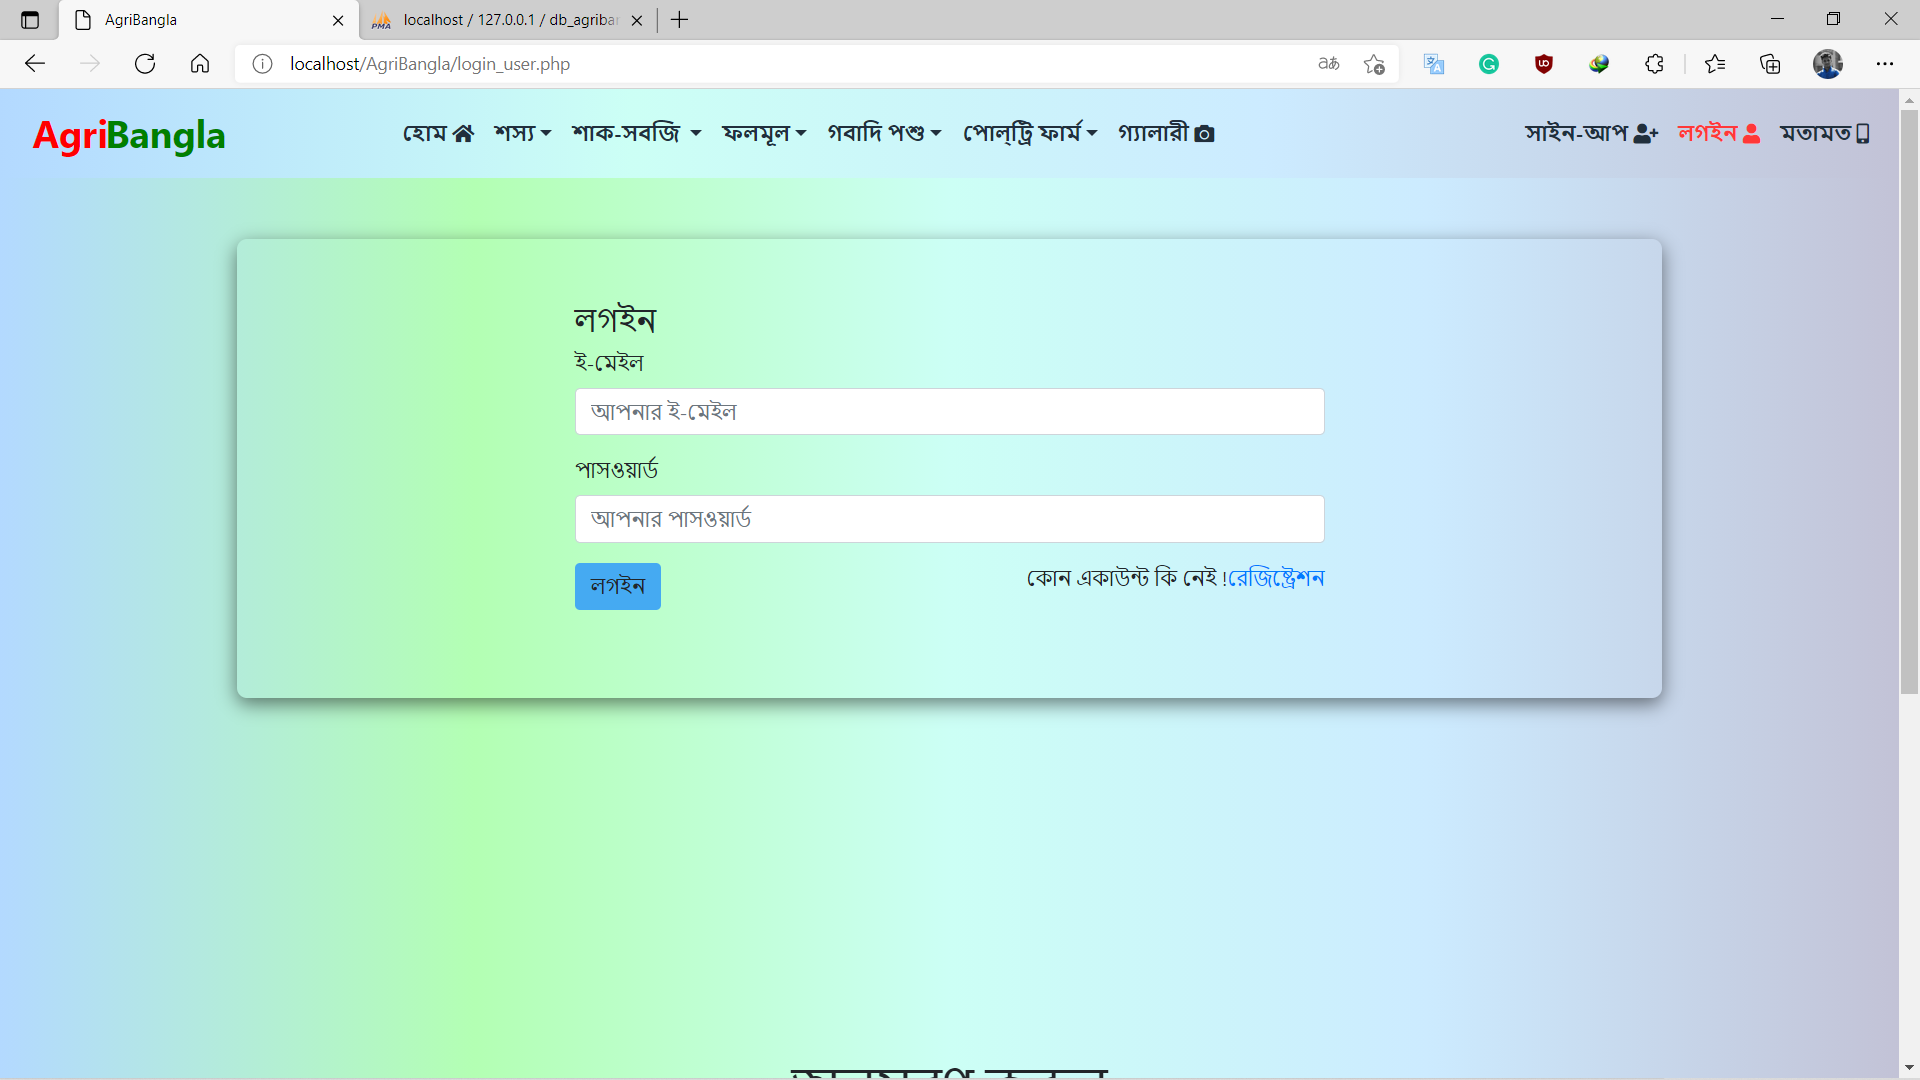 AgriBangla
localhost / 127.0.0.1 / db_agriba
localhost/AgriBangla/login_user.php
AgriBangla
হোম শস্য শাক-সবজি ফলমূল গবাদি পশু পোল্ট্রি ফার্ম গ্যালারী সাইন-আপ লগইন মতামত
লগইন
ই-মেইল
আপনার ই-মেইল
পাসওয়ার্ড
আপনার পাসওয়ার্ড
লগইন
কোন একাউন্ট কি নেই !রেজিষ্ট্রেশন